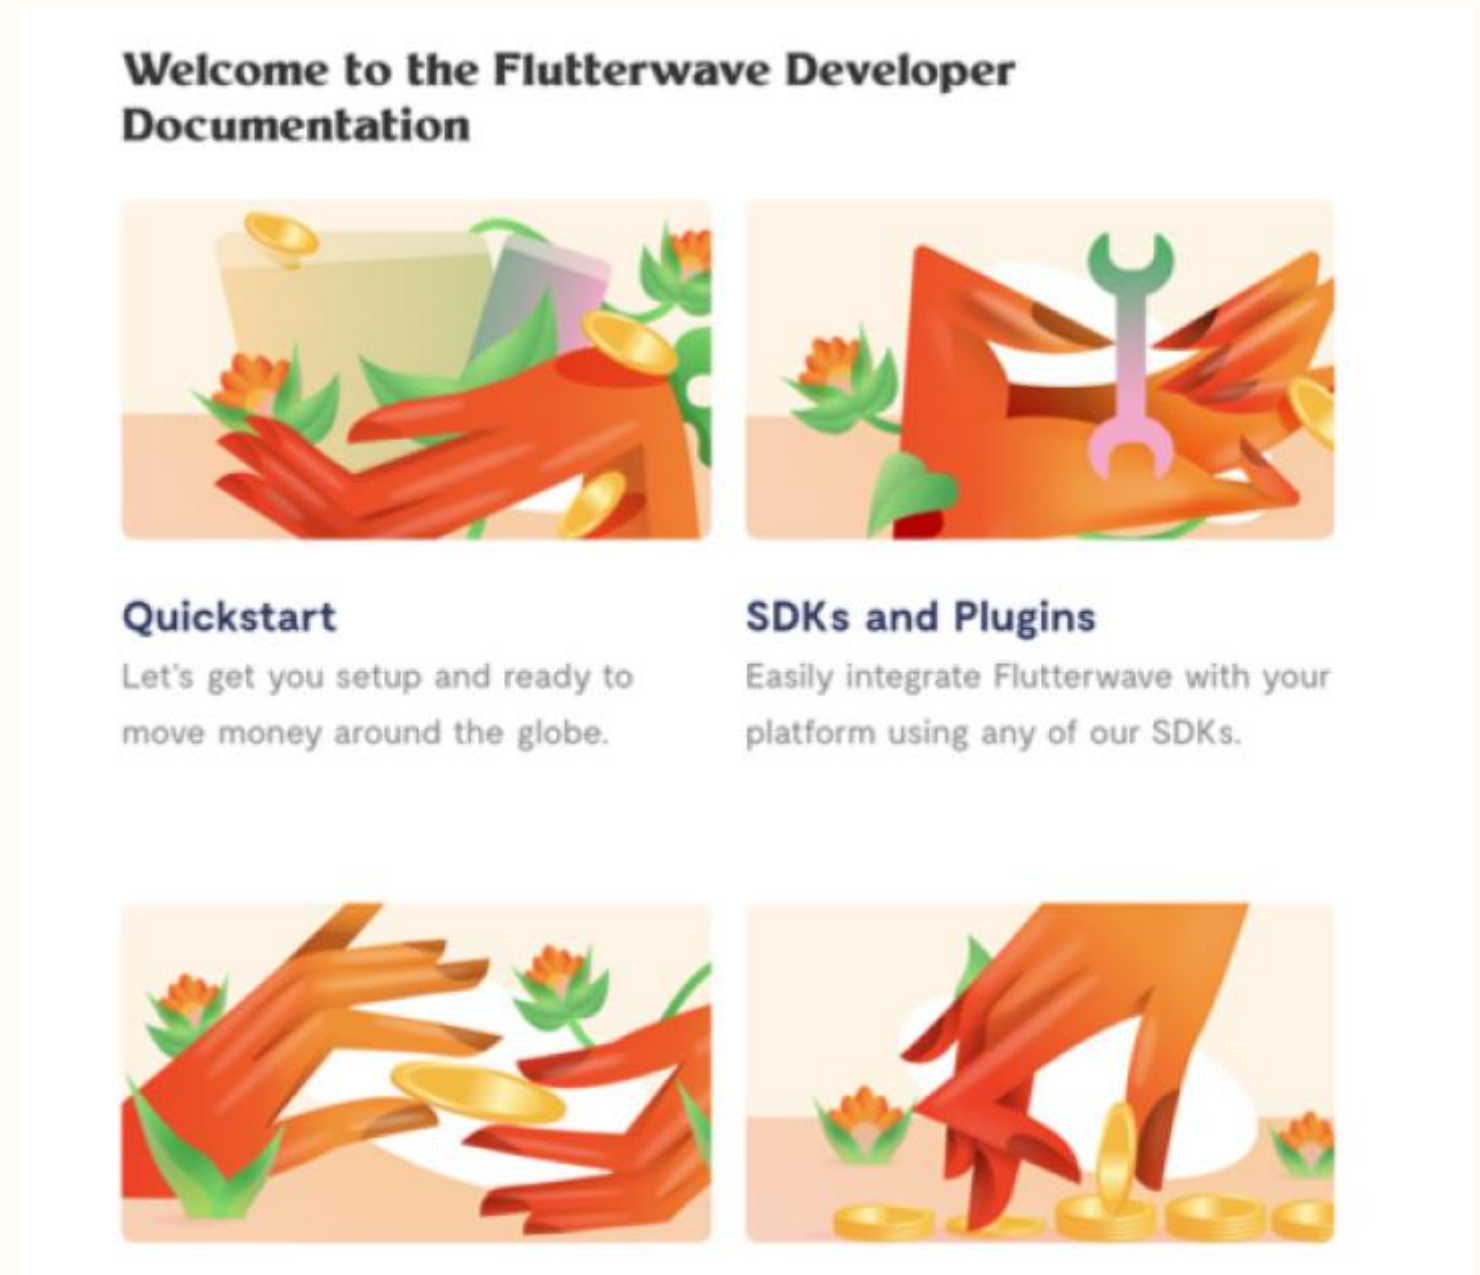 Welcome to the Flutterwave Developer
Documentation
Quickstart
Let's get you setup and ready to
move money around the globe.
SDKs and Plugins
Easily integrate Flutterwave with your
platform using any of our SDKs.